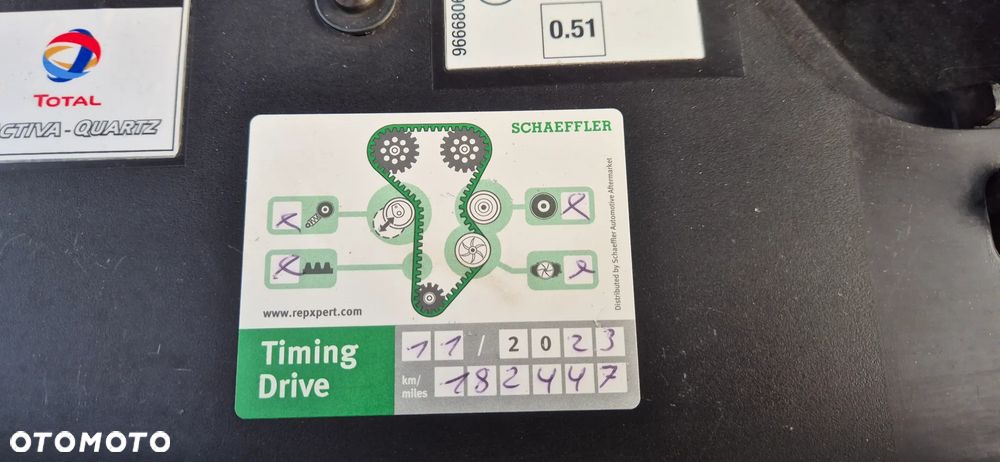 TOTAL
ACTIVA-QUARTZ
9666806
0.51
SCHAEFFLER
Distributed by Schaeffler Automotive Aftermarket
www.repxpert.com
Timing
Drive
11 / 2023
km/
miles
182447
OTOMOTO